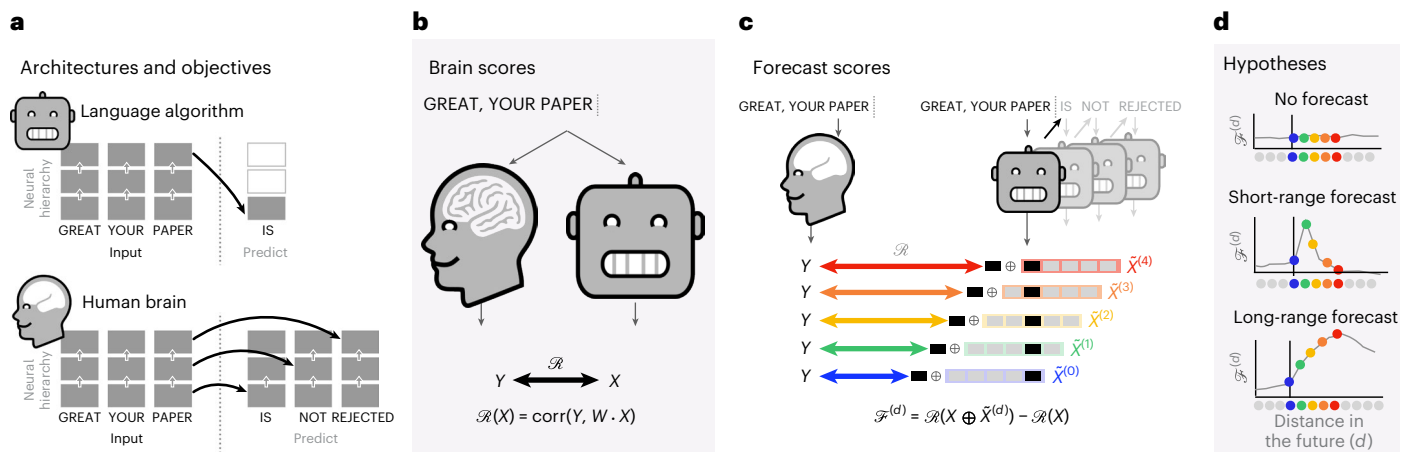 a
Architectures and objectives
Language algorithm
Neural
hierarchy
GREAT YOUR PAPER IS
Input Predict
Human brain
Neural
hierarchy
GREAT YOUR PAPER IS NOT REJECTED
Input Predict
b
Brain scores
GREAT, YOUR PAPER
ℛ
Y X
ℛ(X) = corr(Y, W · X)
c
Forecast scores
GREAT, YOUR PAPER GREAT, YOUR PAPER IS NOT REJECTED
ℛ
Y ⊕ X̃⁽⁴⁾
Y ⊕ X̃⁽³⁾
Y ⊕ X̃⁽²⁾
Y ⊕ X̃⁽¹⁾
Y ⊕ X̃⁽⁰⁾
ℱ⁽ᵈ⁾ = ℛ(X ⊕ X̃⁽ᵈ⁾) − ℛ(X)
d
Hypotheses
No forecast
ℱ⁽ᵈ⁾
Short-range forecast
ℱ⁽ᵈ⁾
Long-range forecast
ℱ⁽ᵈ⁾
Distance in
the future (d)